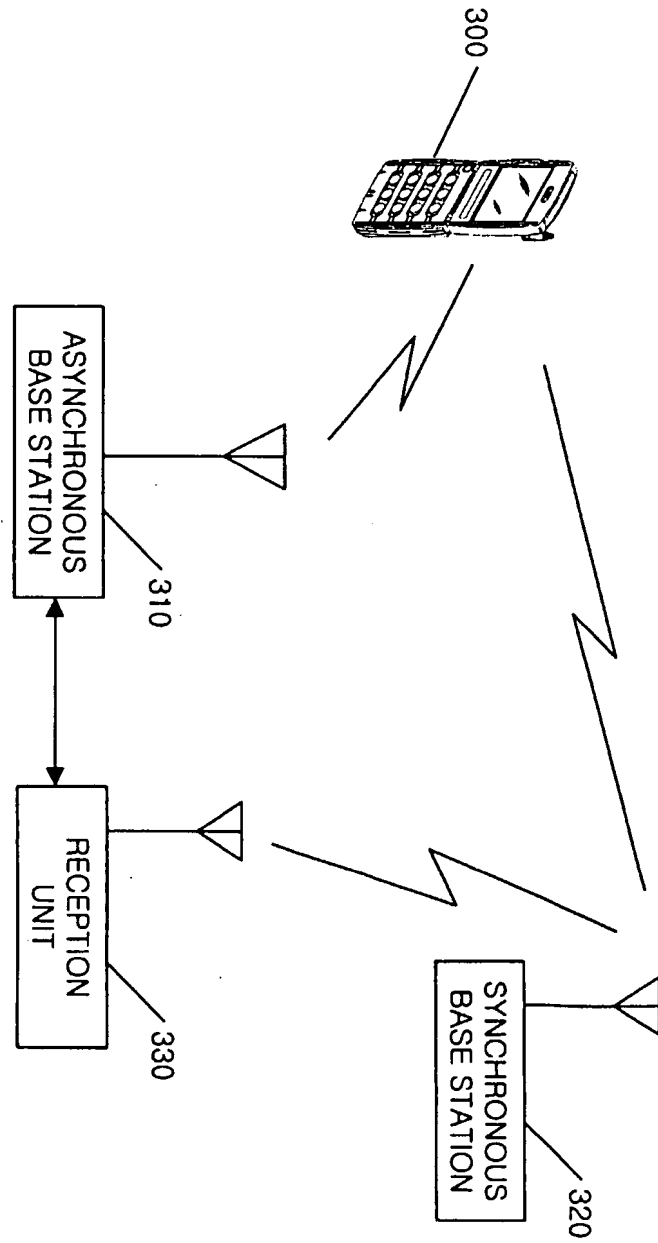 300
ASYNCHRONOUS
BASE STATION
310
RECEPTION
UNIT
330
SYNCHRONOUS
BASE STATION
320